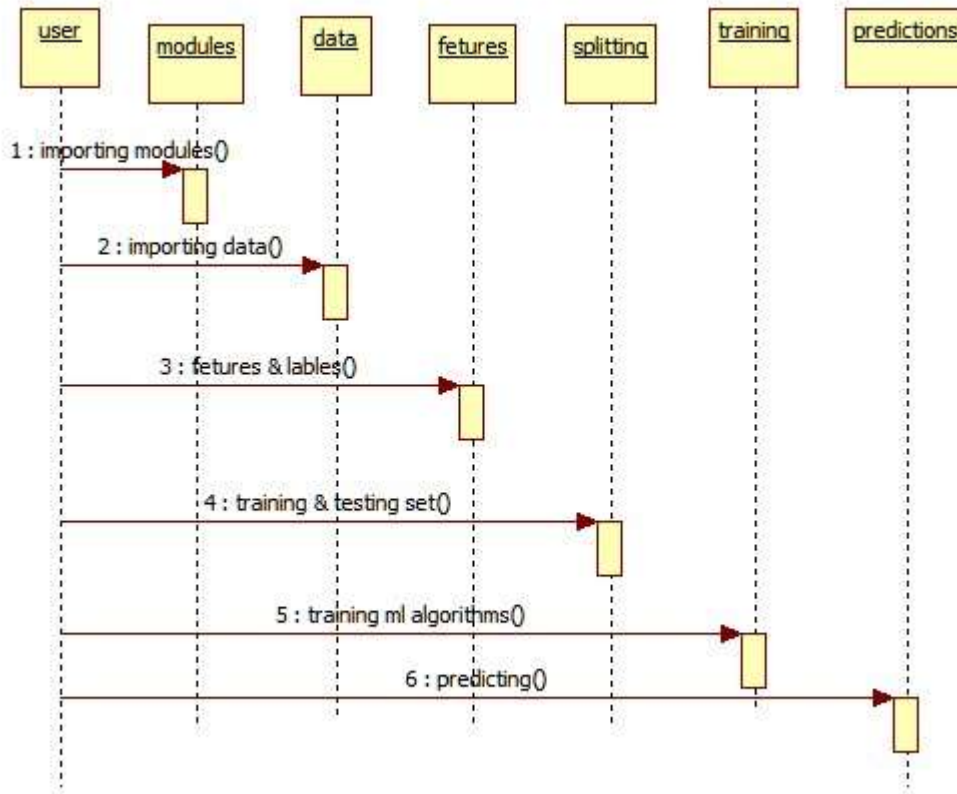 user
modules
data
fetures
splitting
training
predictions
1 : importing modules()
2 : importing data()
3 : fetures & lables()
4 : training & testing set()
5 : training ml algorithms()
6 : predicting()